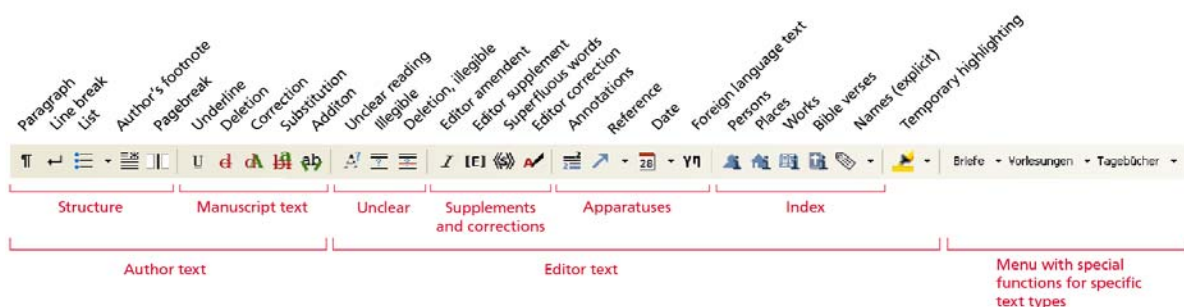 Paragraph
Line break
List
Author's footnote
Pagebreak
Underline
Deletion
Correction
Substitution
Additon
Unclear reading
Illegible
Deletion, illegible
Editor amendent
Editor supplement
Superfluous words
Editor correction
Annotations
Reference
Date
Foreign language text
Persons
Places
Works
Bible verses
Names (explicit)
Temporary highlighting
Briefe Vorlesungen Tagebücher
Structure
Manuscript text
Unclear
Supplements
and corrections
Apparatuses
Index
Author text
Editor text
Menu with special
functions for specific
text types